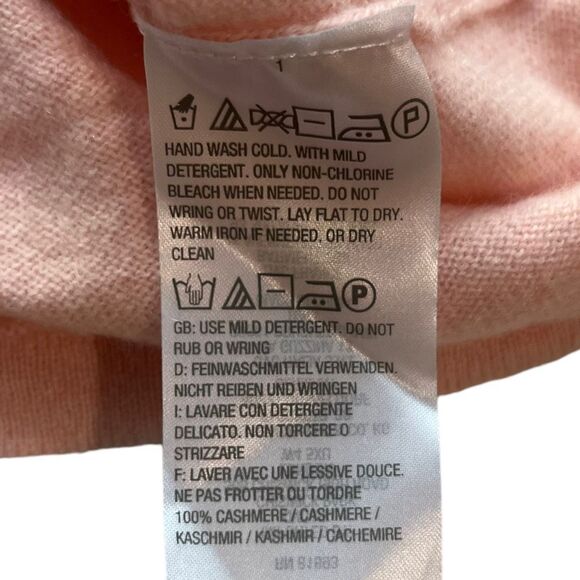 1
P
HAND WASH COLD. WITH MILD
DETERGENT. ONLY NON-CHLORINE
BLEACH WHEN NEEDED. DO NOT
WRING OR TWIST. LAY FLAT TO DRY.
WARM IRON IF NEEDED. OR DRY
CLEAN
P
GB: USE MILD DETERGENT. DO NOT
RUB OR WRING
D: FEINWASCHMITTEL VERWENDEN.
NICHT REIBEN UND WRINGEN
I: LAVARE CON DETERGENTE
DELICATO. NON TORCERE O
STRIZZARE
F: LAVER AVEC UNE LESSIVE DOUCE.
NE PAS FROTTER OU TORDRE
100% CASHMERE / CASHMERE /
KASCHMIR / KASHMIR / CACHEMIRE
RN 81893